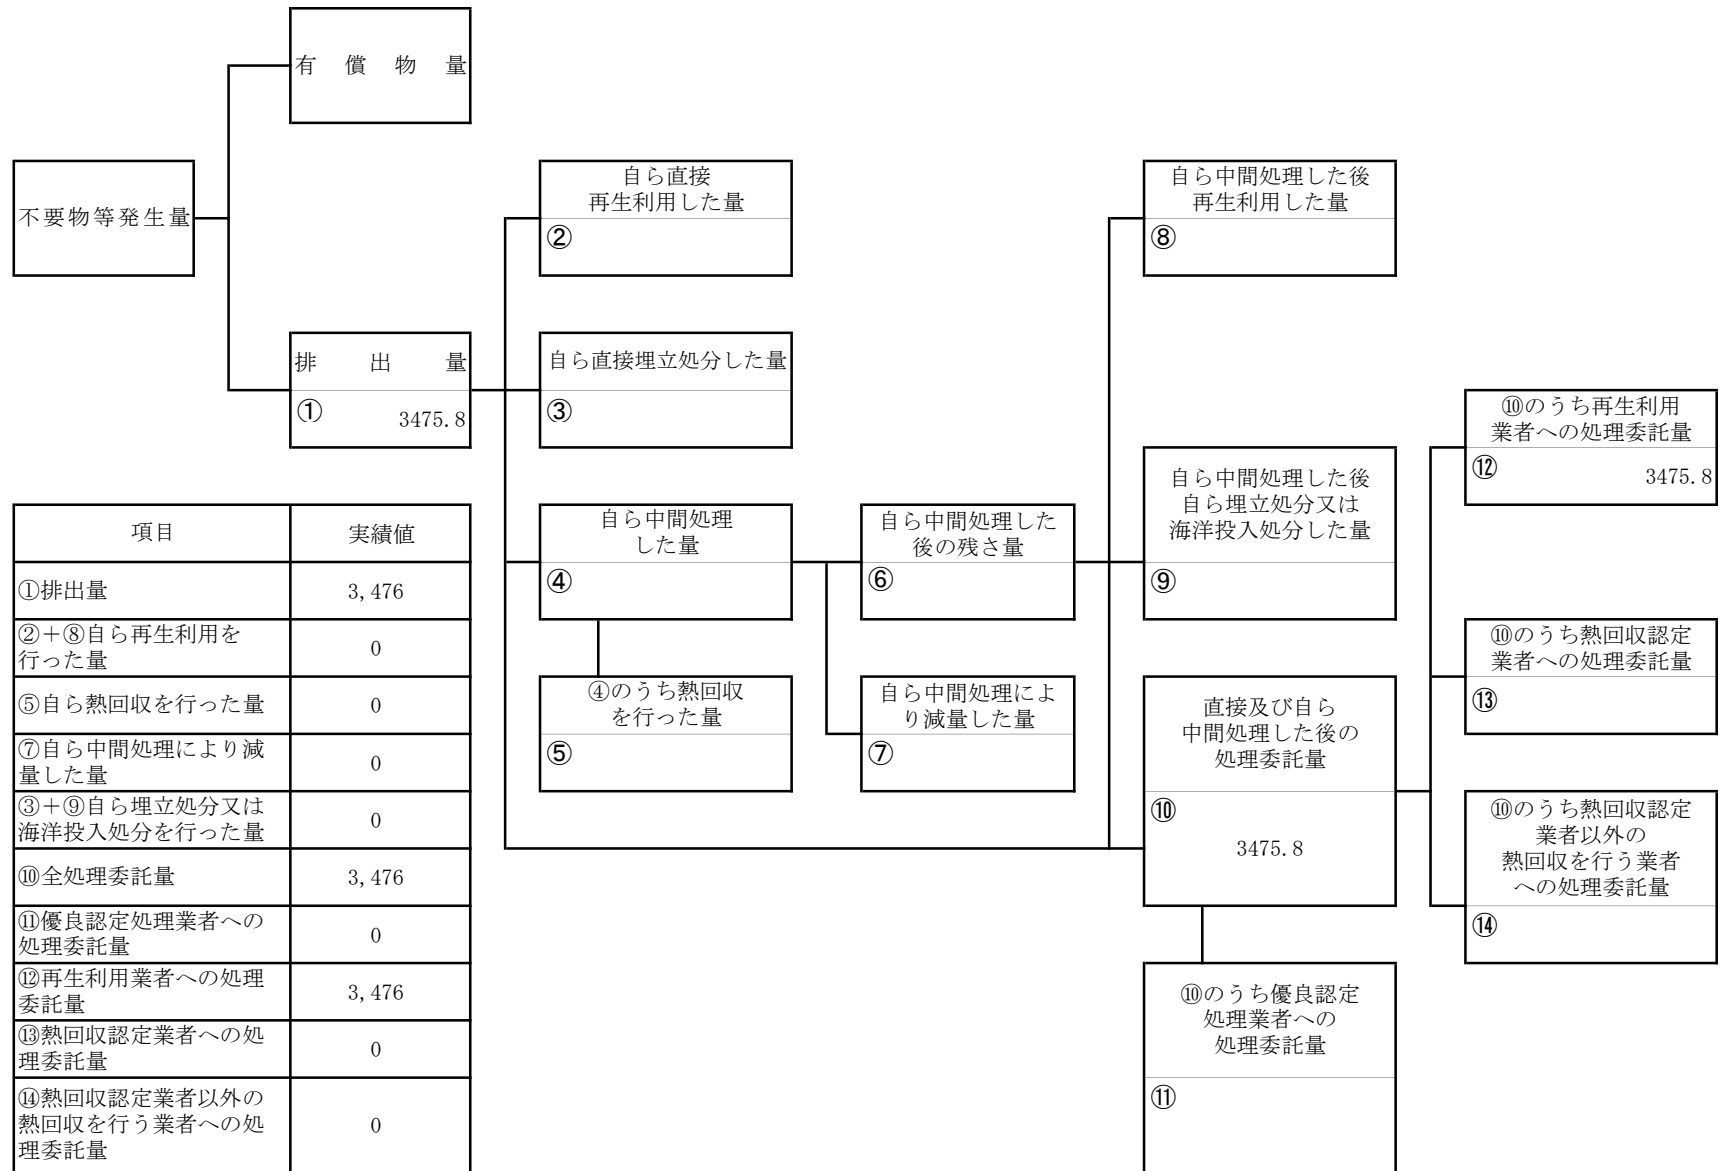 有償物量
不要物等発生量
自ら直接
再生利用した量
②
自ら中間処理した後
再生利用した量
⑧
排出量
① 3475.8
自ら直接埋立処分した量
③
⑩のうち再生利用
業者への処理委託量
⑫ 3475.8
自ら中間処理
した量
④
自ら中間処理した
後の残さ量
⑥
自ら中間処理した後
自ら埋立処分又は
海洋投入処分した量
⑨
⑩のうち熱回収認定
業者への処理委託量
⑬
④のうち熱回収
を行った量
⑤
自ら中間処理によ
り減量した量
⑦
直接及び自ら
中間処理した後の
処理委託量
⑩
3475.8
⑩のうち熱回収認定
業者以外の
熱回収を行う業者
への処理委託量
⑭
⑩のうち優良認定
処理業者への
処理委託量
⑪
項目 実績値
①排出量 3,476
②+⑧自ら再生利用を
行った量 0
⑤自ら熱回収を行った量 0
⑦自ら中間処理により減
量した量 0
③+⑨自ら埋立処分又は
海洋投入処分を行った量 0
⑩全処理委託量 3,476
⑪優良認定処理業者への
処理委託量 0
⑫再生利用業者への処理
委託量 3,476
⑬熱回収認定業者への処
理委託量 0
⑭熱回収認定業者以外の
熱回収を行う業者への処 0
理委託量